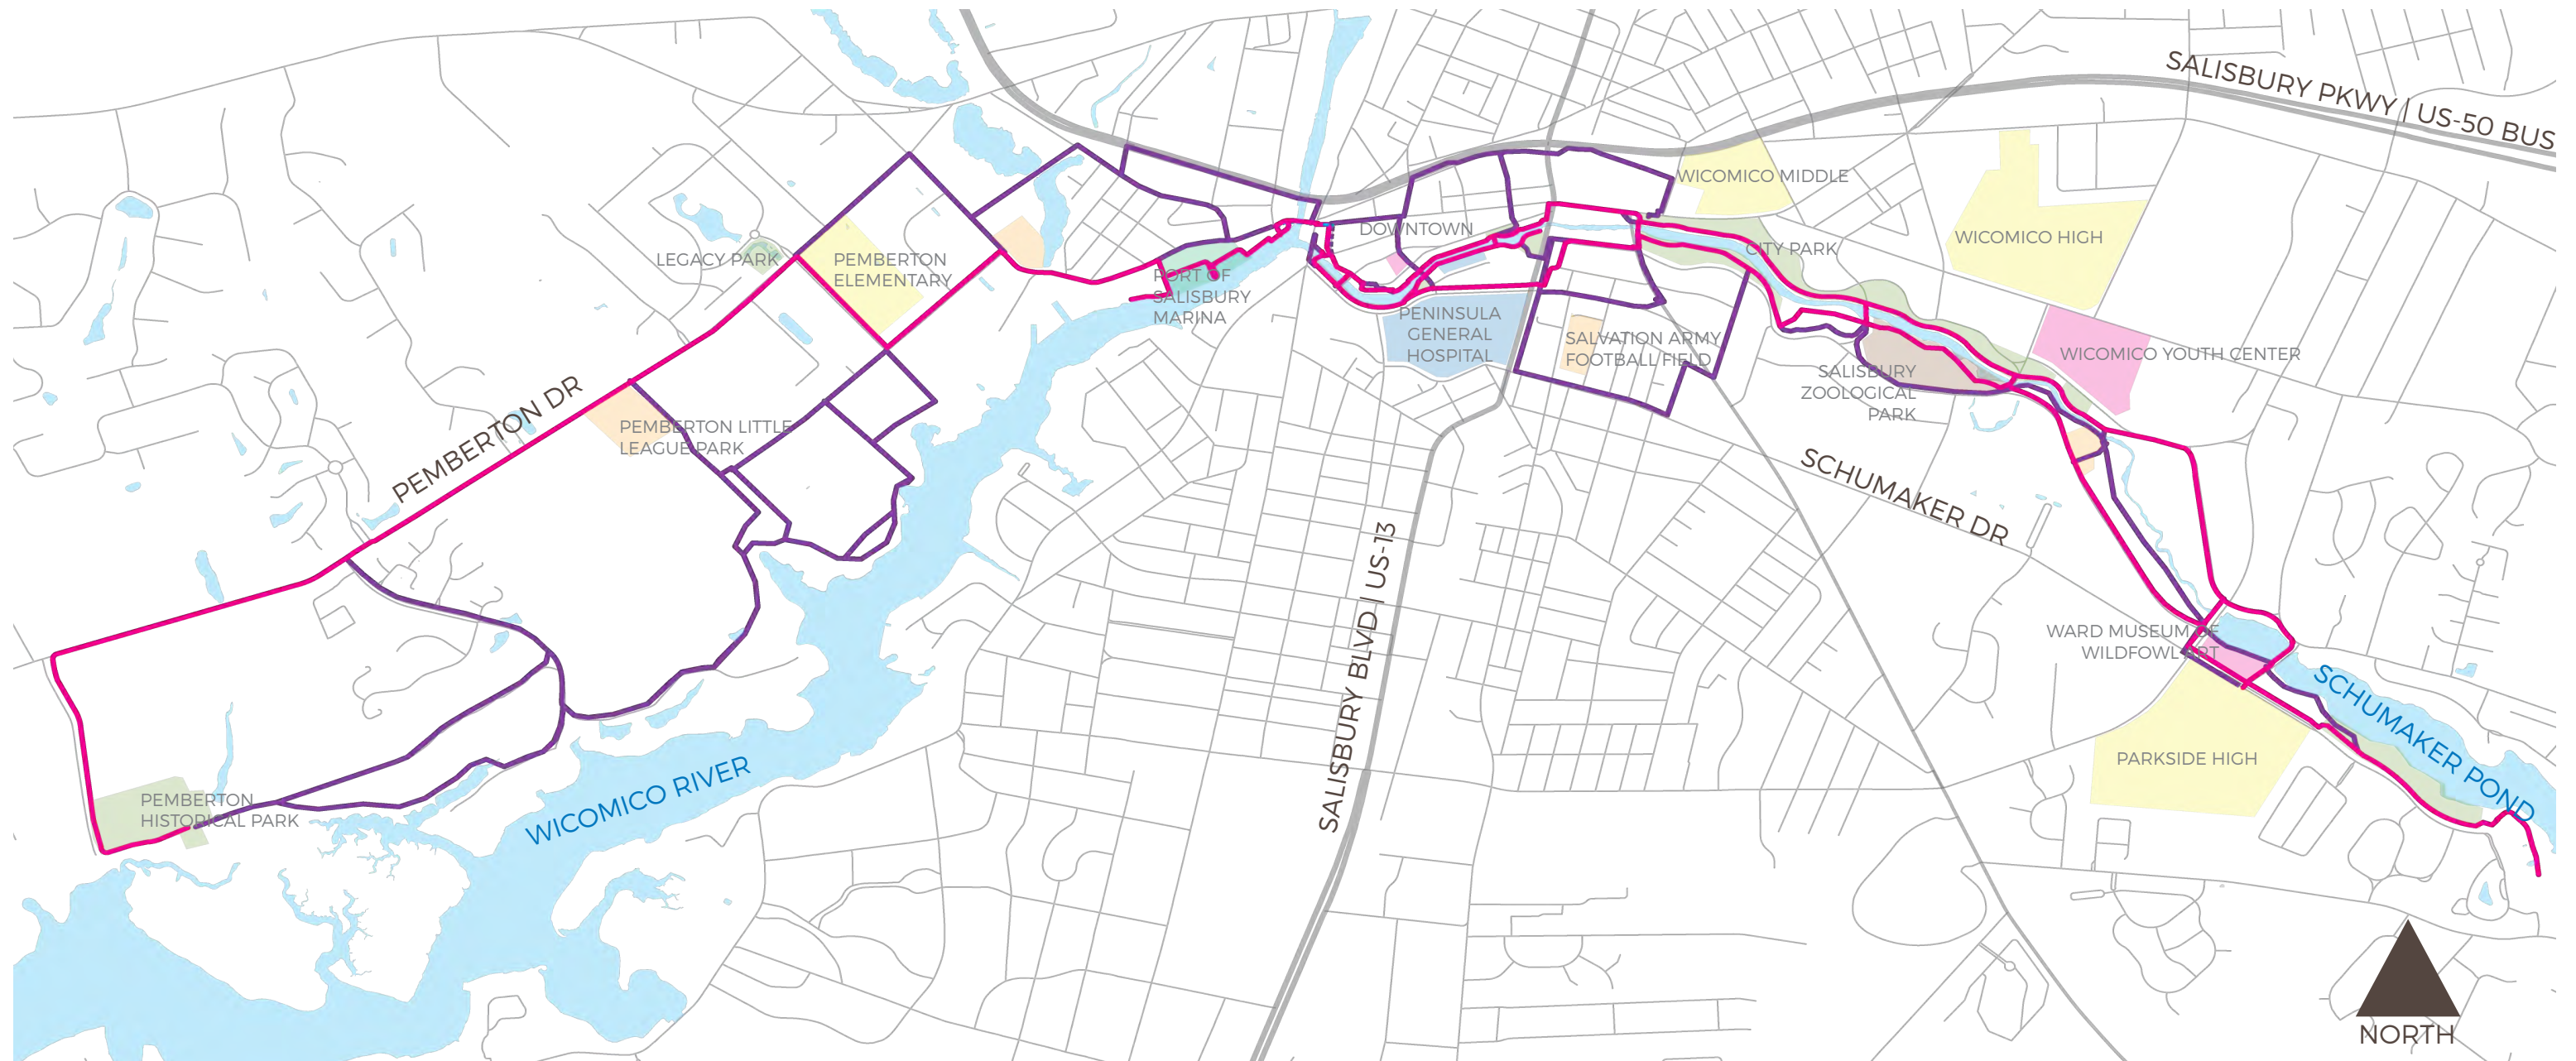 SALISBURY PKWY | US-50 BUS
WICOMICO MIDDLE
DOWNTOWN
WICOMICO HIGH
CITY PARK
LEGACY PARK
PEMBERTON
ELEMENTARY
PORT OF
SALISBURY
MARINA
PENINSULA
GENERAL
HOSPITAL
SALVATION ARMY
FOOTBALL FIELD
WICOMICO YOUTH CENTER
SALISBURY
ZOOLOGICAL
PARK
PEMBERTON DR
PEMBERTON LITTLE
LEAGUE PARK
SCHUMAKER DR
SALISBURY BLVD | US-13
WARD MUSEUM OF
WILDFOWL ART
SCHUMAKER POND
PARKSIDE HIGH
WICOMICO RIVER
PEMBERTON
HISTORICAL PARK
NORTH